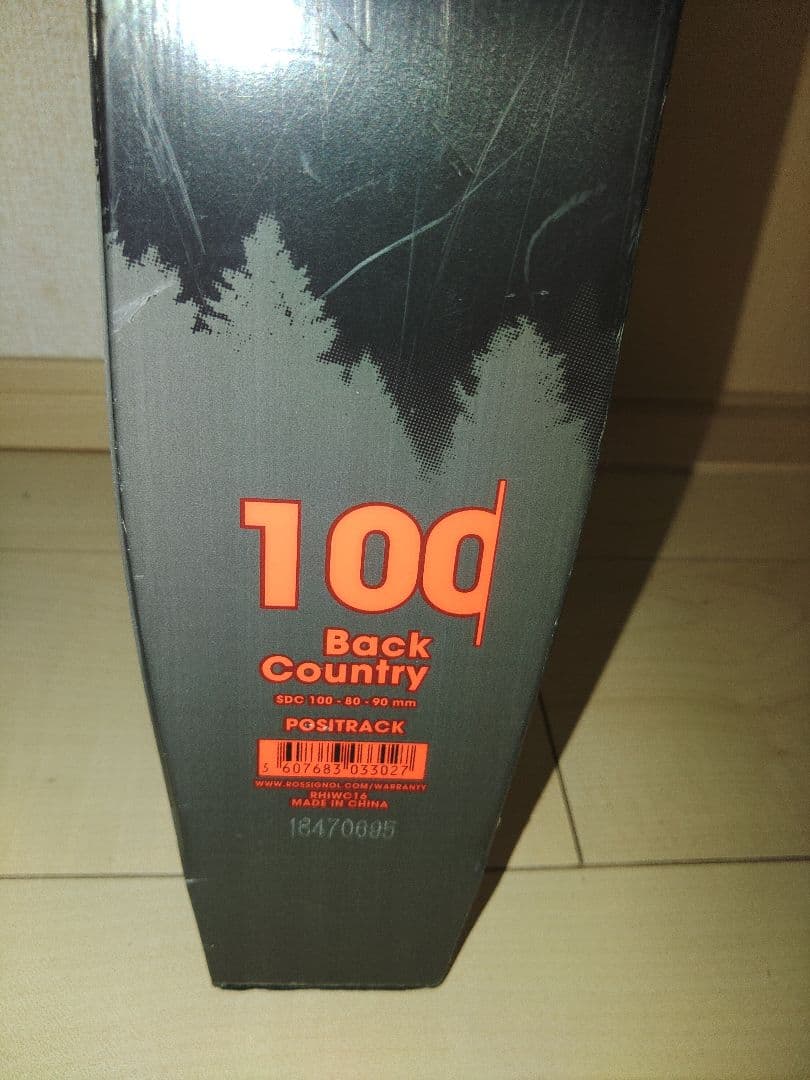 100
Back
Country
SDC 100 - 80 - 90 mm
POSITRACK
3 607683 033027
WWW.ROSSIGNOL.COM/WARRANTY
RHIWC16
MADE IN CHINA
18470695